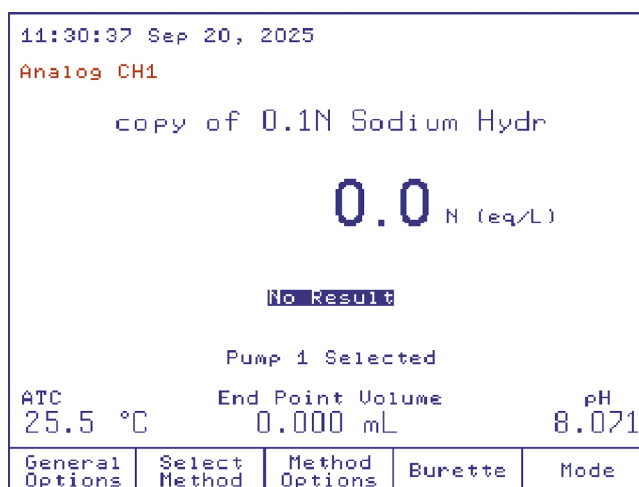 11:30:37 Sep 20, 2025
Analog CH1
copy of 0.1N Sodium Hydr
0.0 N (eq/L)
No Result
Pump 1 Selected
ATC End Point Volume pH
25.5 °C 0.000 mL 8.071
General Select Method Burette Mode
Options Method Options